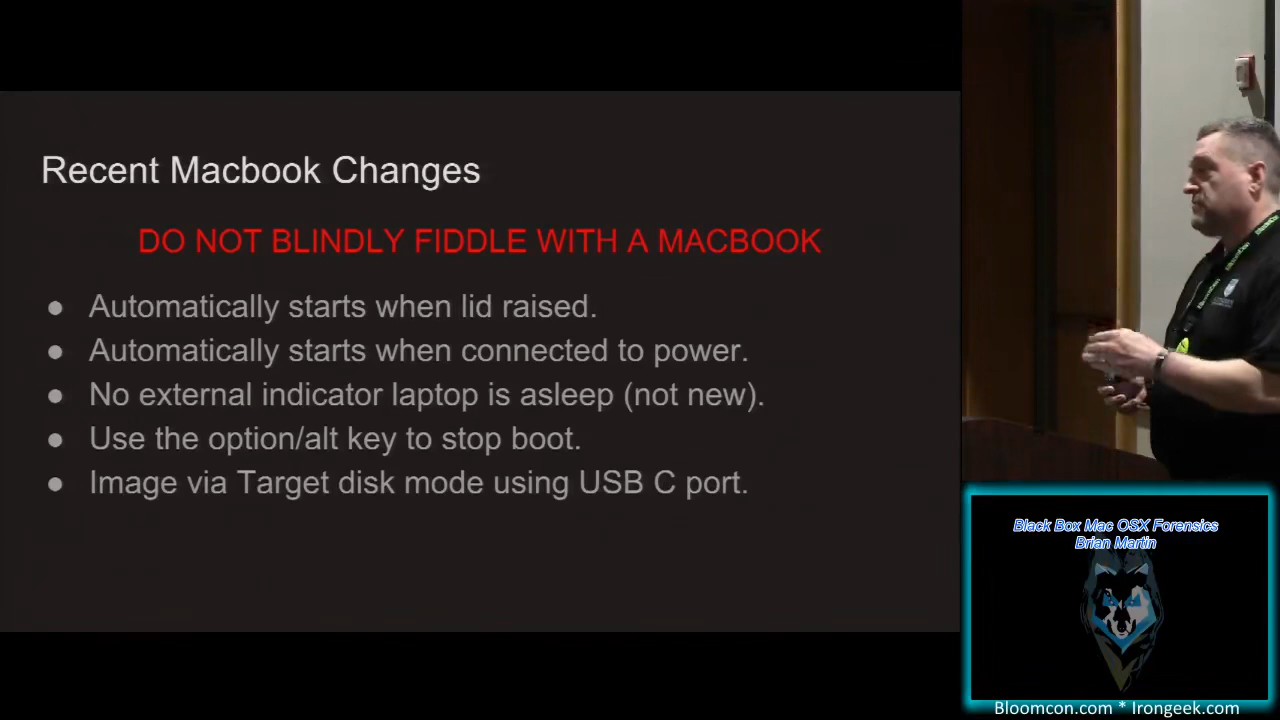 Recent Macbook Changes
DO NOT BLINDLY FIDDLE WITH A MACBOOK
● Automatically starts when lid raised.
● Automatically starts when connected to power.
● No external indicator laptop is asleep (not new).
● Use the option/alt key to stop boot.
● Image via Target disk mode using USB C port.
Black Box Mac OSX Forensics
Brian Martin
Bloomcon.com * Irongeek.com